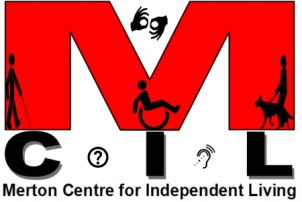 M
C ? I L
Merton Centre for Independent Living